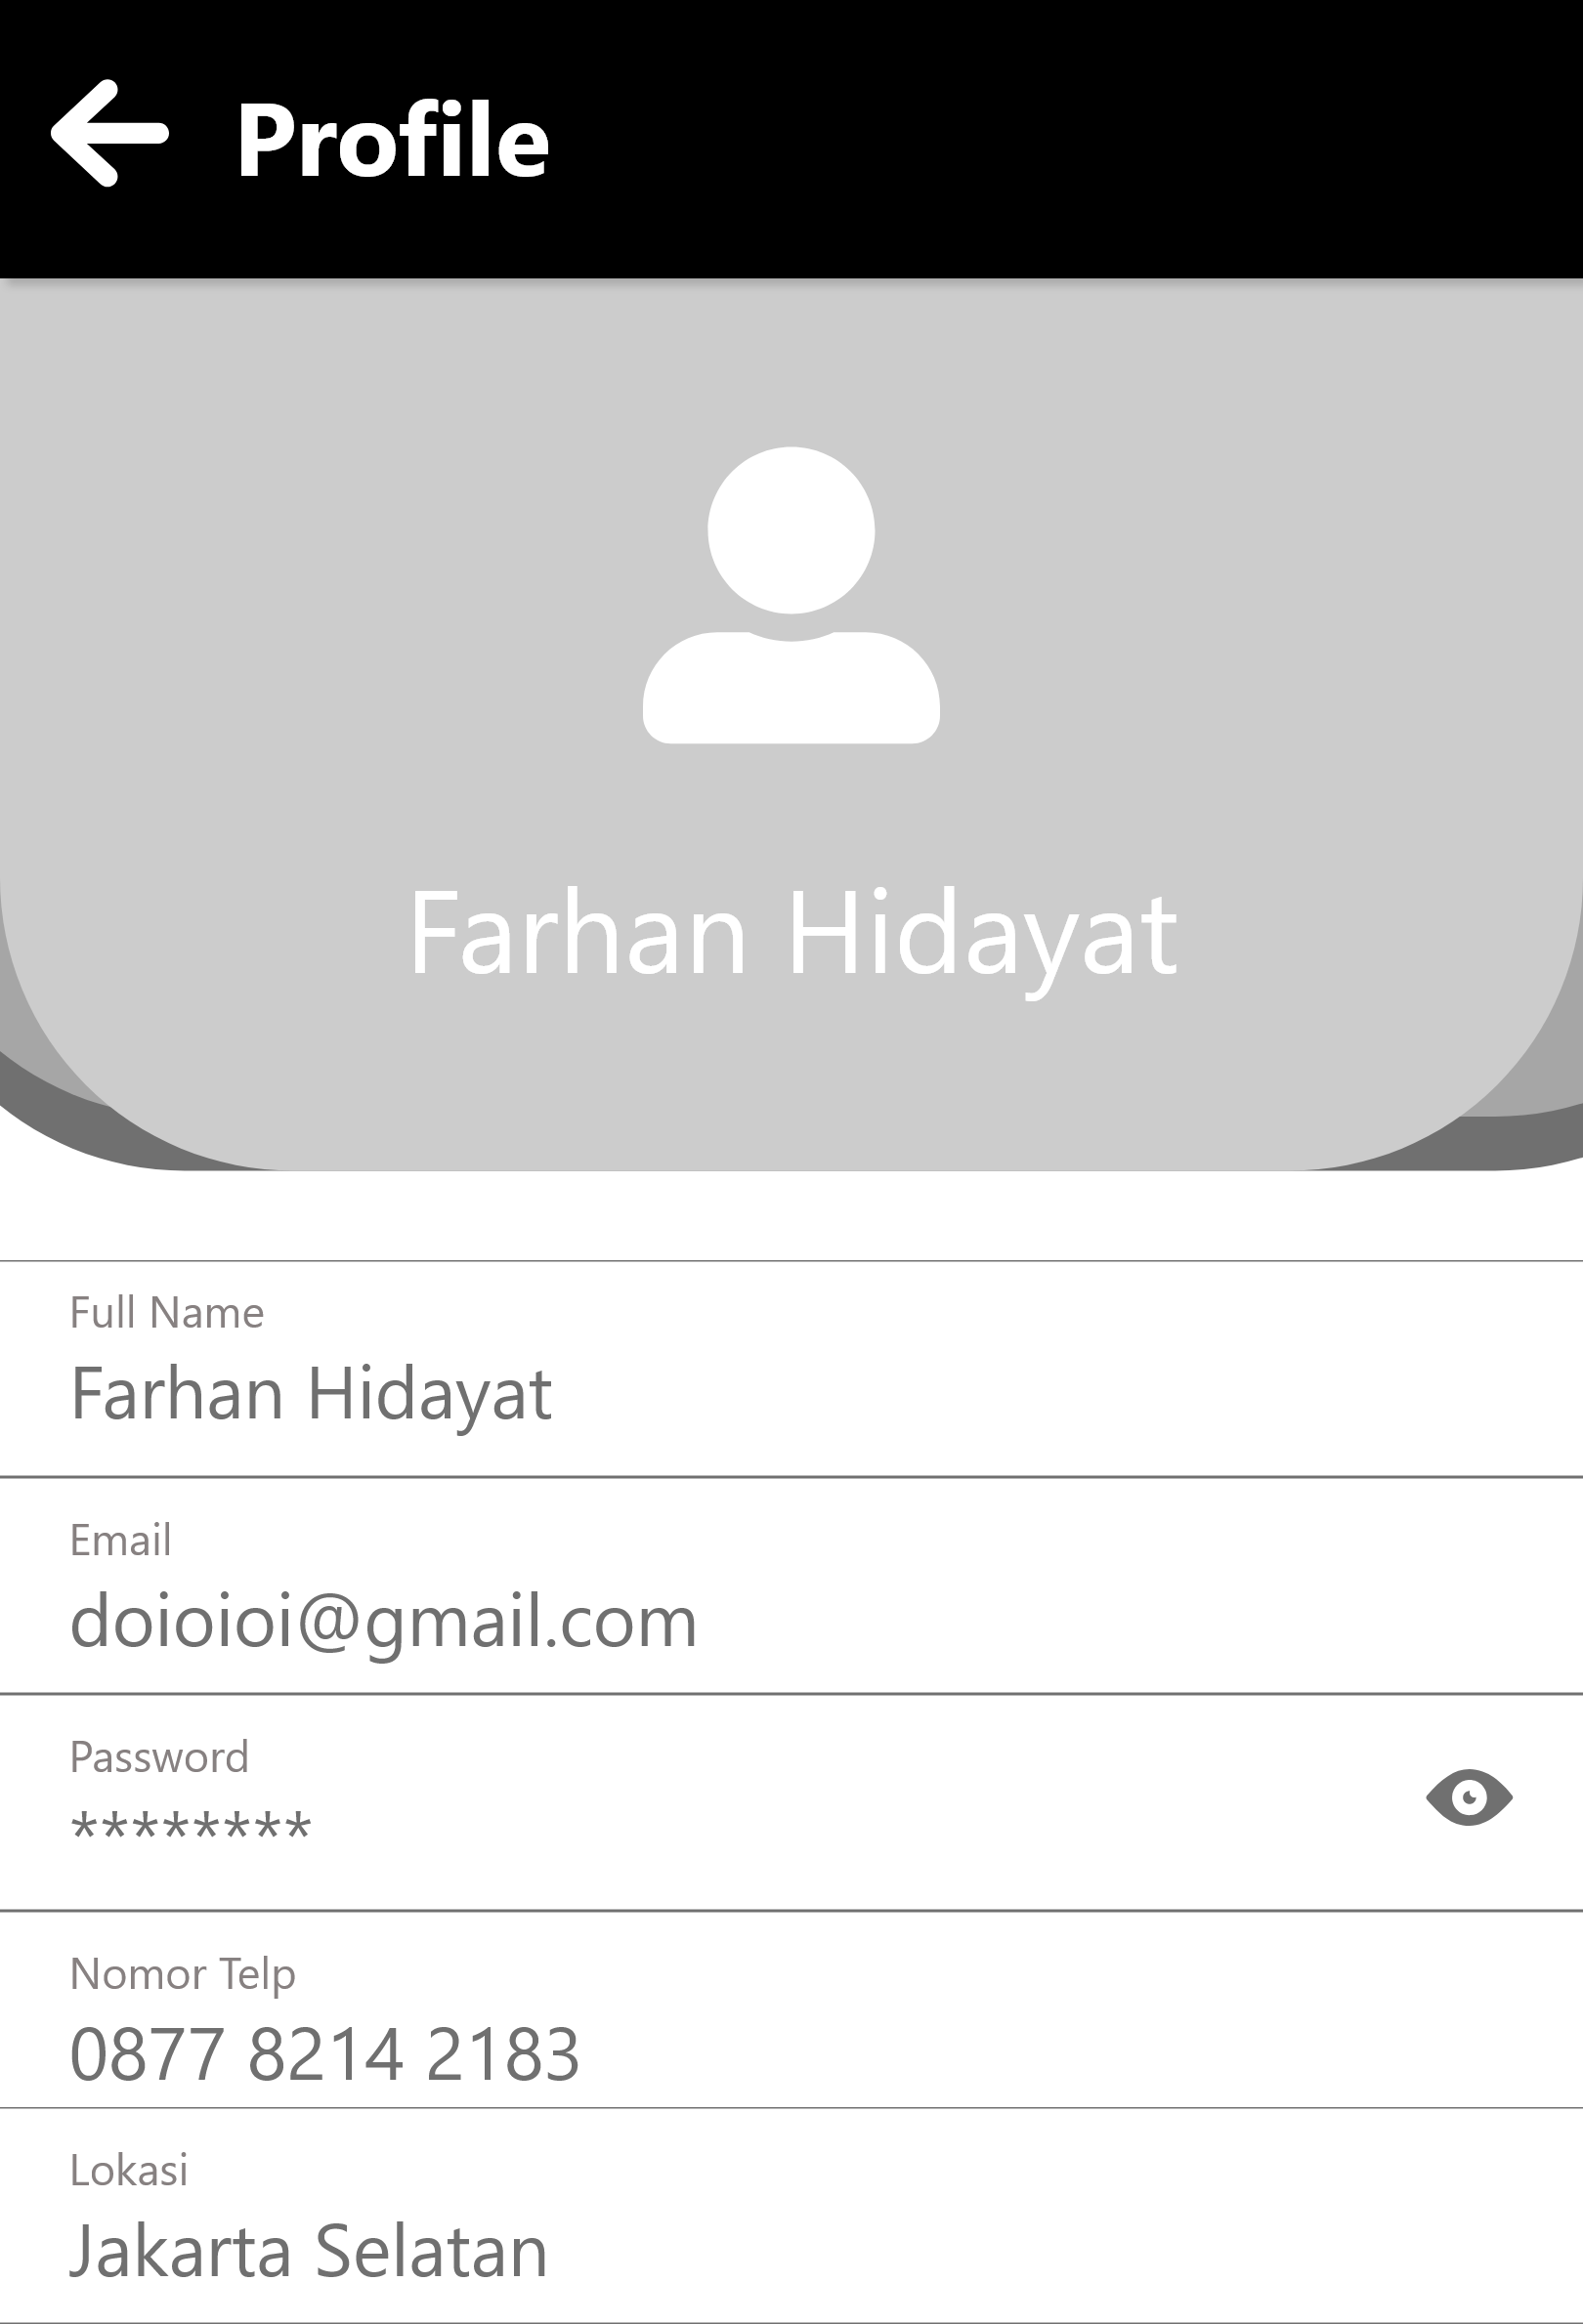 Profile
Farhan Hidayat
Full Name
Farhan Hidayat
Email
doioioi@gmail.com
Password
********
Nomor Telp
0877 8214 2183
Lokasi
Jakarta Selatan